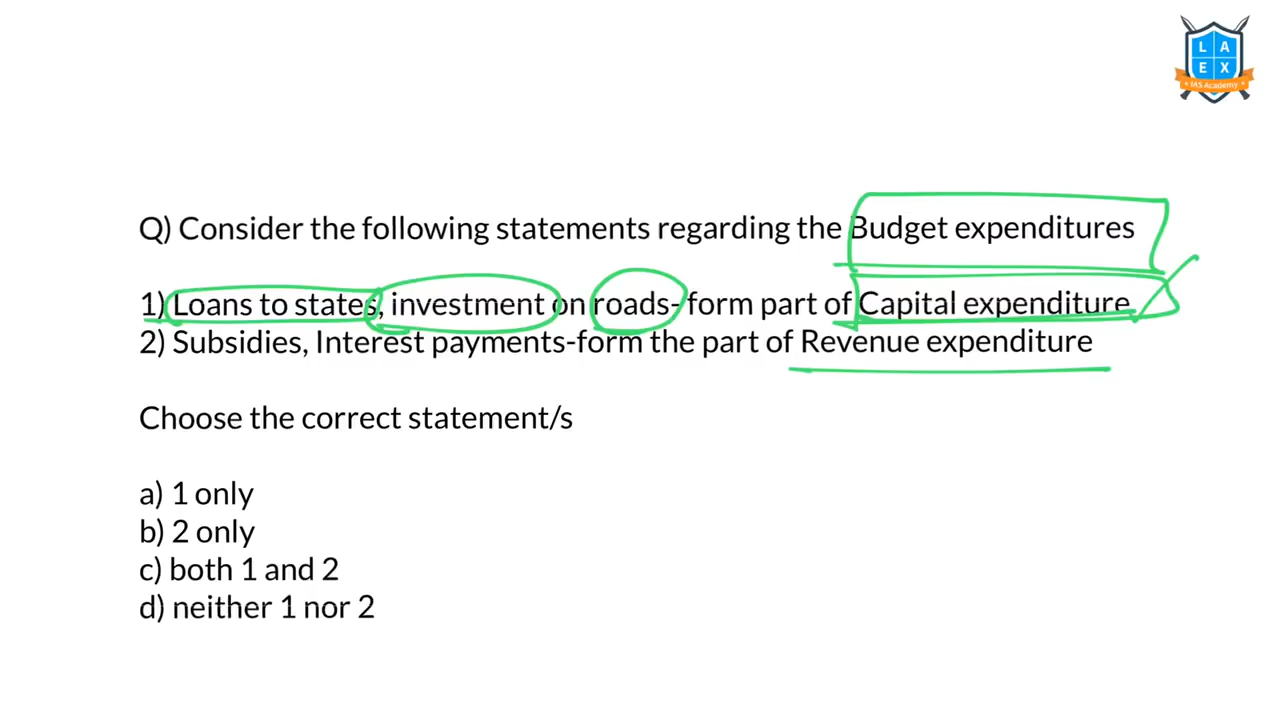 L A
E X
IAS Academy
Q) Consider the following statements regarding the Budget expenditures
1) Loans to states, investment on roads- form part of Capital expenditure
2) Subsidies, Interest payments-form the part of Revenue expenditure
Choose the correct statement/s
a) 1 only
b) 2 only
c) both 1 and 2
d) neither 1 nor 2